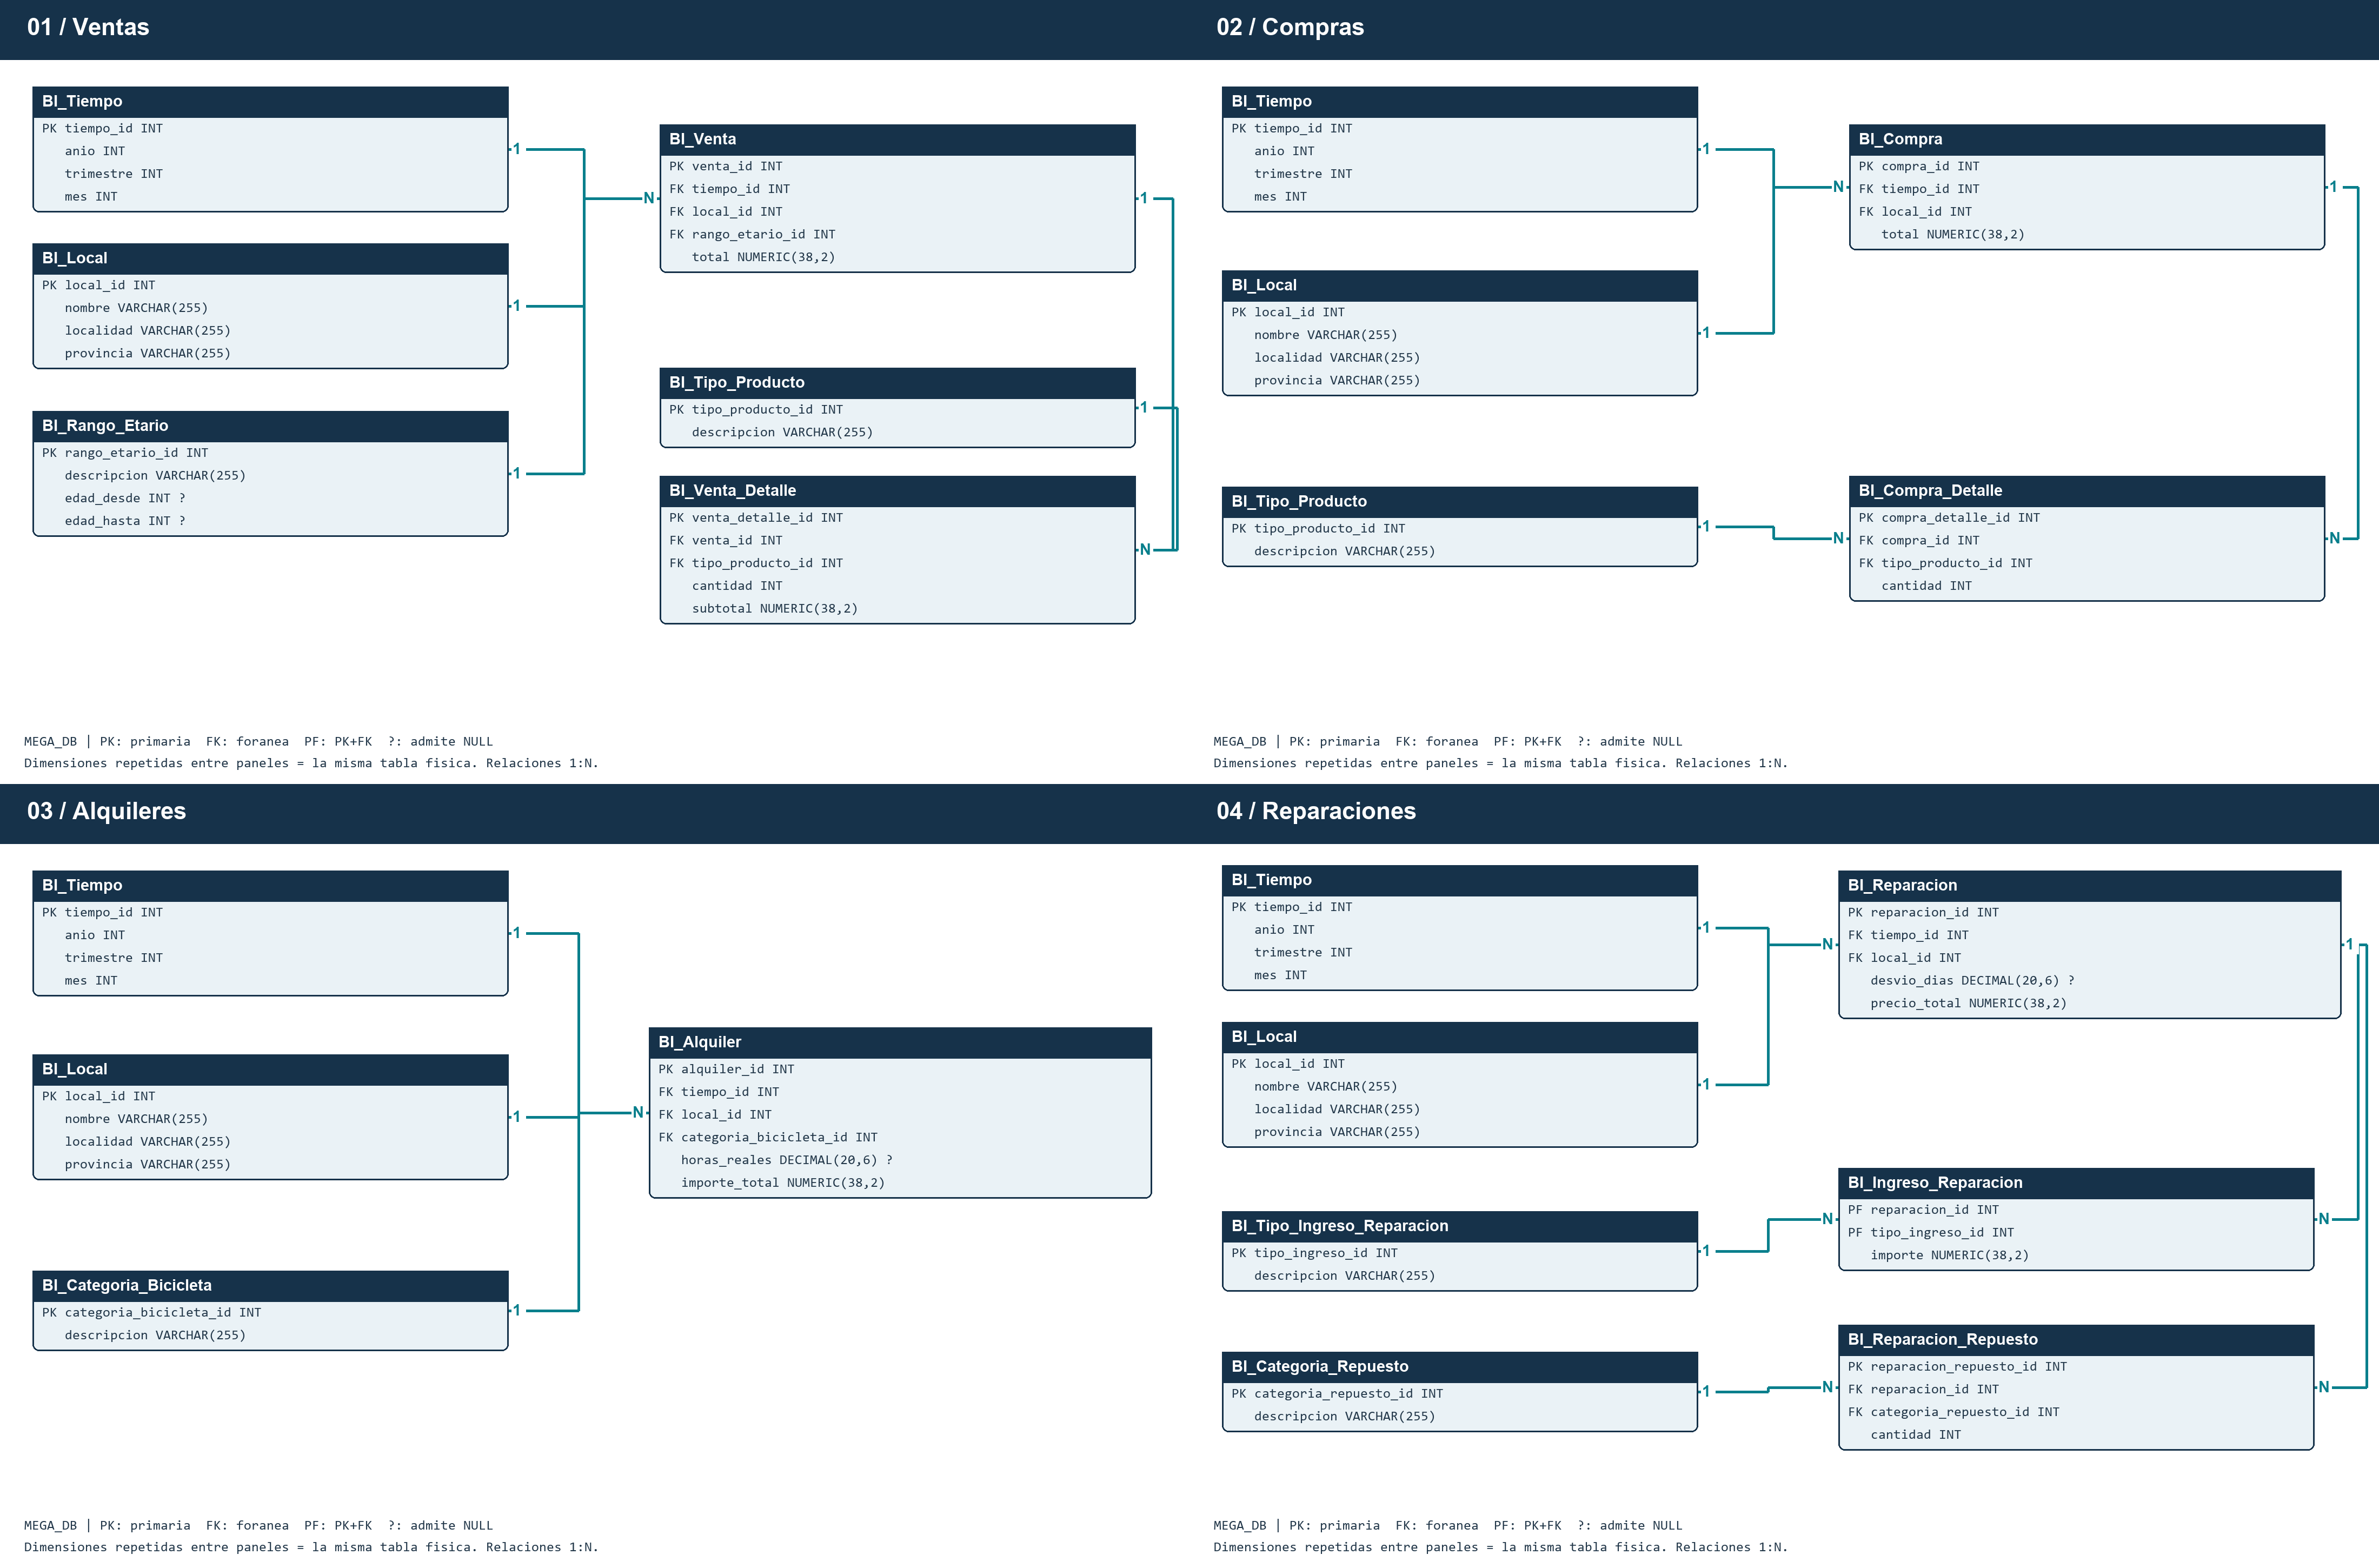 01 / Ventas
BI_Tiempo
PK tiempo_id INT
anio INT
trimestre INT
mes INT
1
BI_Local
PK local_id INT
nombre VARCHAR(255)
localidad VARCHAR(255)
provincia VARCHAR(255)
1
BI_Rango_Etario
PK rango_etario_id INT
descripcion VARCHAR(255)
edad_desde INT ?
edad_hasta INT ?
1
N
BI_Venta
PK venta_id INT
FK tiempo_id INT
FK local_id INT
FK rango_etario_id INT
total NUMERIC(38,2)
1
BI_Tipo_Producto
PK tipo_producto_id INT
descripcion VARCHAR(255)
1
BI_Venta_Detalle
PK venta_detalle_id INT
FK venta_id INT
FK tipo_producto_id INT
cantidad INT
subtotal NUMERIC(38,2)
N
MEGA_DB | PK: primaria FK: foranea PF: PK+FK ?: admite NULL
Dimensiones repetidas entre paneles = la misma tabla fisica. Relaciones 1:N.
02 / Compras
BI_Tiempo
PK tiempo_id INT
anio INT
trimestre INT
mes INT
1
BI_Local
PK local_id INT
nombre VARCHAR(255)
localidad VARCHAR(255)
provincia VARCHAR(255)
1
BI_Tipo_Producto
PK tipo_producto_id INT
descripcion VARCHAR(255)
1
N
BI_Compra
PK compra_id INT
FK tiempo_id INT
FK local_id INT
total NUMERIC(38,2)
1
N
BI_Compra_Detalle
PK compra_detalle_id INT
FK compra_id INT
FK tipo_producto_id INT
cantidad INT
N
MEGA_DB | PK: primaria FK: foranea PF: PK+FK ?: admite NULL
Dimensiones repetidas entre paneles = la misma tabla fisica. Relaciones 1:N.
03 / Alquileres
BI_Tiempo
PK tiempo_id INT
anio INT
trimestre INT
mes INT
1
BI_Local
PK local_id INT
nombre VARCHAR(255)
localidad VARCHAR(255)
provincia VARCHAR(255)
1
BI_Categoria_Bicicleta
PK categoria_bicicleta_id INT
descripcion VARCHAR(255)
1
N
BI_Alquiler
PK alquiler_id INT
FK tiempo_id INT
FK local_id INT
FK categoria_bicicleta_id INT
horas_reales DECIMAL(20,6) ?
importe_total NUMERIC(38,2)
MEGA_DB | PK: primaria FK: foranea PF: PK+FK ?: admite NULL
Dimensiones repetidas entre paneles = la misma tabla fisica. Relaciones 1:N.
04 / Reparaciones
BI_Tiempo
PK tiempo_id INT
anio INT
trimestre INT
mes INT
1
BI_Local
PK local_id INT
nombre VARCHAR(255)
localidad VARCHAR(255)
provincia VARCHAR(255)
1
BI_Tipo_Ingreso_Reparacion
PK tipo_ingreso_id INT
descripcion VARCHAR(255)
1
BI_Categoria_Repuesto
PK categoria_repuesto_id INT
descripcion VARCHAR(255)
1
N
BI_Reparacion
PK reparacion_id INT
FK tiempo_id INT
FK local_id INT
desvio_dias DECIMAL(20,6) ?
precio_total NUMERIC(38,2)
1
N
BI_Ingreso_Reparacion
PF reparacion_id INT
PF tipo_ingreso_id INT
importe NUMERIC(38,2)
N
N
BI_Reparacion_Repuesto
PK reparacion_repuesto_id INT
FK reparacion_id INT
FK categoria_repuesto_id INT
cantidad INT
N
MEGA_DB | PK: primaria FK: foranea PF: PK+FK ?: admite NULL
Dimensiones repetidas entre paneles = la misma tabla fisica. Relaciones 1:N.